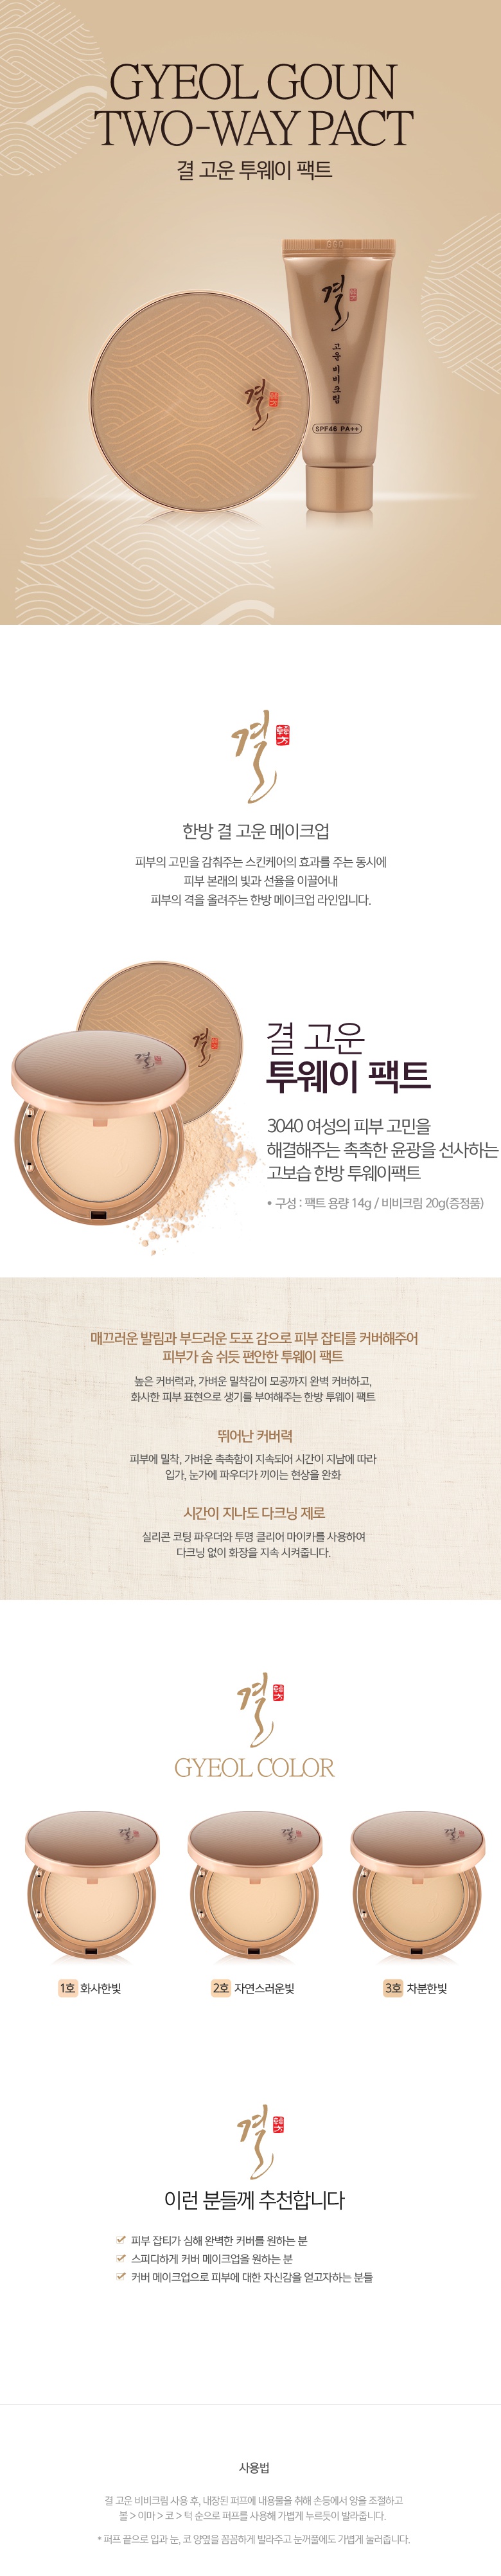 GYEOL GOUN
TWO-WAY PACT
결 고운 투웨이 팩트
결
결
고운 비비크림
SPF46 PA++
결
韓方
한방 결 고운 메이크업
피부의 고민을 감춰주는 스킨케어의 효과를 주는 동시에
피부 본래의 빛과 선율을 이끌어내
피부의 격을 올려주는 한방 메이크업 라인입니다.
결
결
결 고운
투웨이 팩트
3040 여성의 피부 고민을
해결해주는 촉촉한 윤광을 선사하는
고보습 한방 투웨이팩트
• 구성 : 팩트 용량 14g / 비비크림 20g(증정품)
매끄러운 발림과 부드러운 도포 감으로 피부 잡티를 커버해주어
피부가 숨 쉬듯 편안한 투웨이 팩트
높은 커버력과, 가벼운 밀착감이 모공까지 완벽 커버하고,
화사한 피부 표현으로 생기를 부여해주는 한방 투웨이 팩트
뛰어난 커버력
피부에 밀착, 가벼운 촉촉함이 지속되어 시간이 지남에 따라
입가, 눈가에 파우더가 끼이는 현상을 완화
시간이 지나도 다크닝 제로
실리콘 코팅 파우더와 투명 클리어 마이카를 사용하여
다크닝 없이 화장을 지속 시켜줍니다.
결
韓方
GYEOL COLOR
결
결
결
1호 화사한빛
2호 자연스러운빛
3호 차분한빛
결
韓方
이런 분들께 추천합니다
피부 잡티가 심해 완벽한 커버를 원하는 분
스피디하게 커버 메이크업을 원하는 분
커버 메이크업으로 피부에 대한 자신감을 얻고자하는 분들
사용법
결 고운 비비크림 사용 후, 내장된 퍼프에 내용물을 취해 손등에서 양을 조절하고
볼 > 이마 > 코 > 턱 순으로 퍼프를 사용해 가볍게 누르듯이 발라줍니다.
* 퍼프 끝으로 입과 눈, 코 양옆을 꼼꼼하게 발라주고 눈꺼풀에도 가볍게 눌러줍니다.